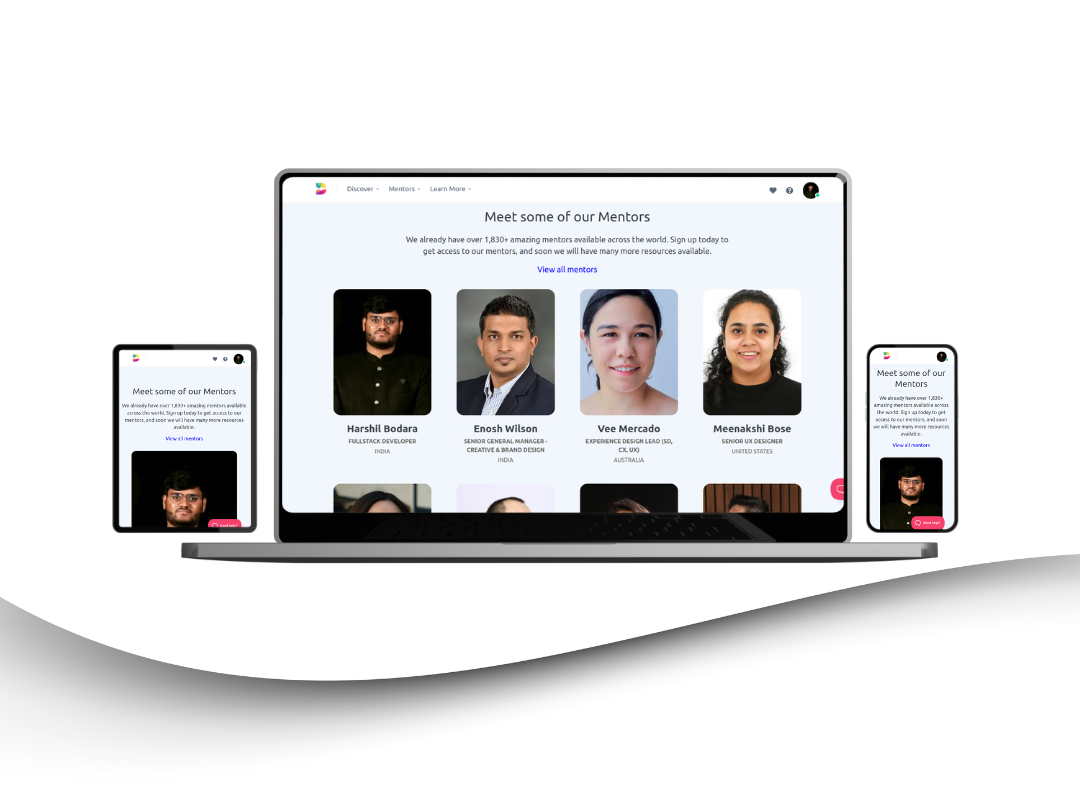 Discover
Mentors
Learn More
Meet some of our Mentors
We already have over 1,830+ amazing mentors available across the world. Sign up today to
get access to our mentors, and soon we will have many more resources available.
View all mentors
Harshil Bodara
FULLSTACK DEVELOPER
INDIA
Enosh Wilson
SENIOR GENERAL MANAGER -
CREATIVE & BRAND DESIGN
INDIA
Vee Mercado
EXPERIENCE DESIGN LEAD (SD,
CX, UX)
AUSTRALIA
Meenakshi Bose
SENIOR UX DESIGNER
UNITED STATES
Meet some of our Mentors
We already have over 1,830+ amazing mentors available
across the world. Sign up today to get access to our
mentors, and soon we will have many more resources
available.
View all mentors
Need help?
Meet some of our
Mentors
We already have over 1,830+
amazing mentors available across
the world. Sign up today to get
access to our mentors, and soon
we will have many more resources
available.
View all mentors
Need help?